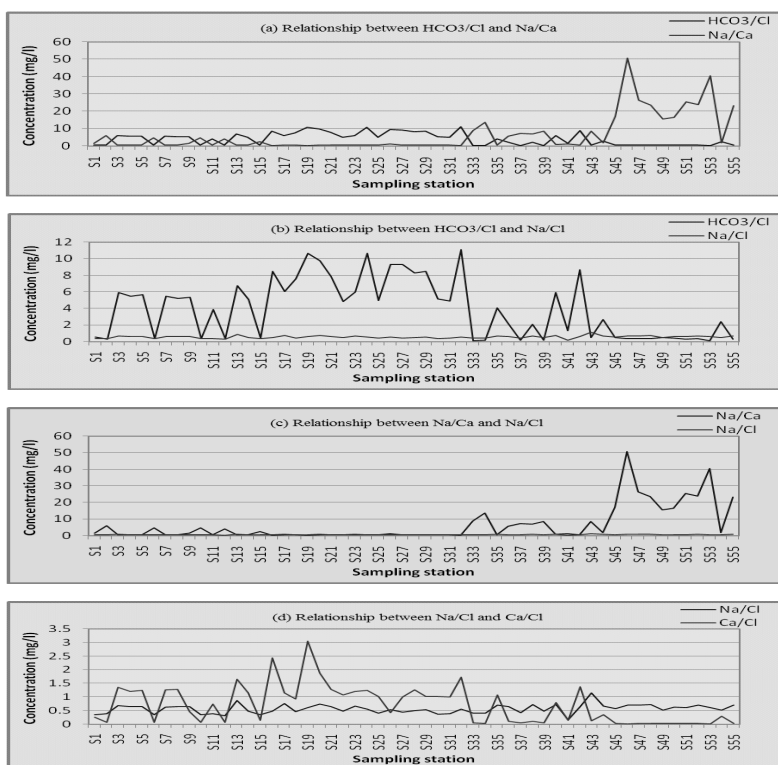 (a) Relationship between HCO3/Cl and Na/Ca
HCO3/Cl
Na/Ca
Concentration (mg/l)
60
50
40
30
20
10
0
S1 S3 S5 S7 S9 S11 S13 S15 S17 S19 S21 S23 S25 S27 S29 S31 S33 S35 S37 S39 S41 S43 S45 S47 S49 S51 S53 S55
Sampling station
(b) Relationship between HCO3/Cl and Na/Cl
HCO3/Cl
Na/Cl
Concentration (mg/l)
12
10
8
6
4
2
0
S1 S3 S5 S7 S9 S11 S13 S15 S17 S19 S21 S23 S25 S27 S29 S31 S33 S35 S37 S39 S41 S43 S45 S47 S49 S51 S53 S55
Sampling station
(c) Relationship between Na/Ca and Na/Cl
Na/Ca
Na/Cl
Concentration (mg/l)
60
50
40
30
20
10
0
S1 S3 S5 S7 S9 S11 S13 S15 S17 S19 S21 S23 S25 S27 S29 S31 S33 S35 S37 S39 S41 S43 S45 S47 S49 S51 S53 S55
Sampling station
(d) Relationship between Na/Cl and Ca/Cl
Na/Cl
Ca/Cl
Concentration (mg/l)
3.5
3
2.5
2
1.5
1
0.5
0
S1 S3 S5 S7 S9 S11 S13 S15 S17 S19 S21 S23 S25 S27 S29 S31 S33 S35 S37 S39 S41 S43 S45 S47 S49 S51 S53 S55
Sampling station